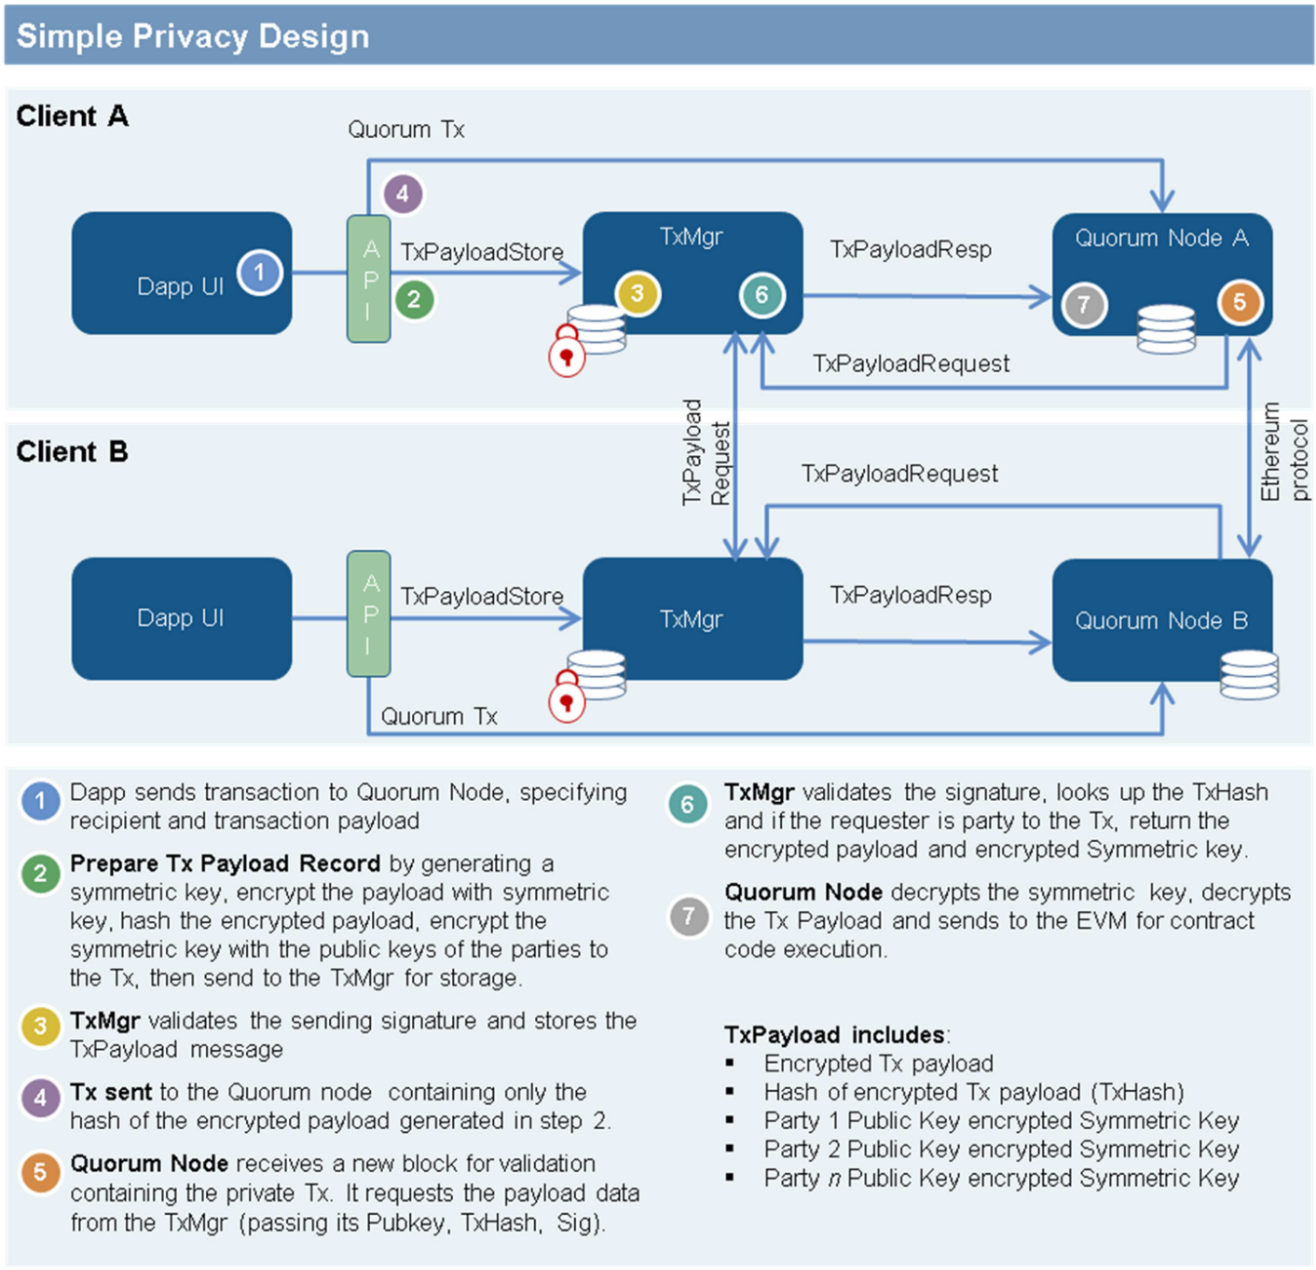 Simple Privacy Design
Client A
Quorum Tx
4
Dapp UI
1
A
P
I
TxPayloadStore
2
TxMgr
3
6
TxPayloadResp
Quorum Node A
7
5
TxPayloadRequest
TxPayload
Request
Ethereum
protocol
Client B
TxPayloadRequest
Dapp UI
A
P
I
TxPayloadStore
TxMgr
TxPayloadResp
Quorum Node B
Quorum Tx
1
Dapp sends transaction to Quorum Node, specifying
recipient and transaction payload
2
Prepare Tx Payload Record by generating a
symmetric key, encrypt the payload with symmetric
key, hash the encrypted payload, encrypt the
symmetric key with the public keys of the parties to
the Tx, then send to the TxMgr for storage.
3
TxMgr validates the sending signature and stores the
TxPayload message
4
Tx sent to the Quorum node containing only the
hash of the encrypted payload generated in step 2.
5
Quorum Node receives a new block for validation
containing the private Tx. It requests the payload data
from the TxMgr (passing its Pubkey, TxHash, Sig).
6
TxMgr validates the signature, looks up the TxHash
and if the requester is party to the Tx, return the
encrypted payload and encrypted Symmetric key.
7
Quorum Node decrypts the symmetric key, decrypts
the Tx Payload and sends to the EVM for contract
code execution.
TxPayload includes:
▪ Encrypted Tx payload
▪ Hash of encrypted Tx payload (TxHash)
▪ Party 1 Public Key encrypted Symmetric Key
▪ Party 2 Public Key encrypted Symmetric Key
▪ Party n Public Key encrypted Symmetric Key